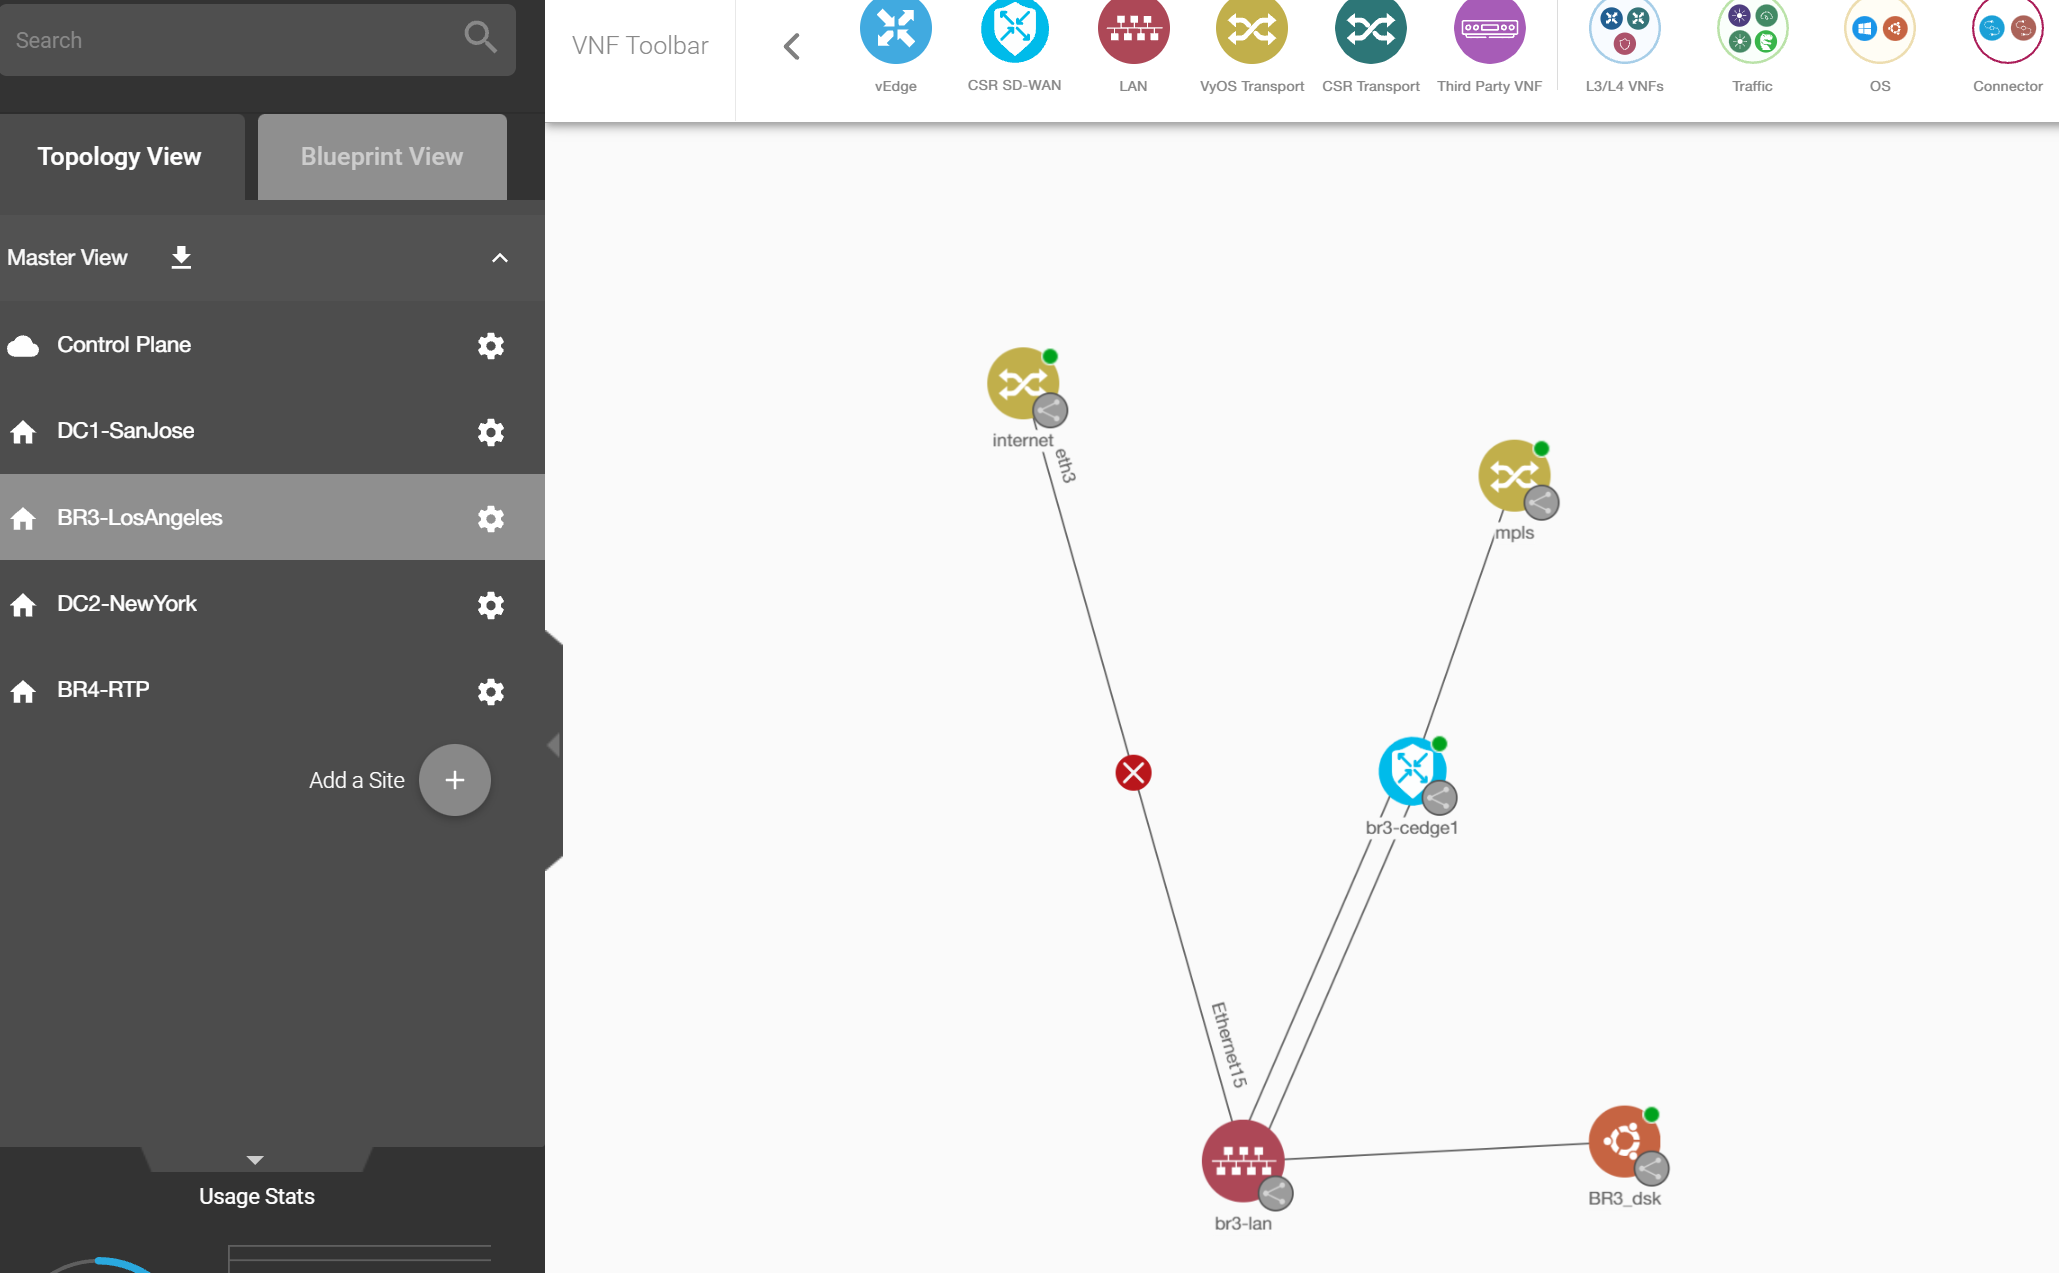 Search
VNF Toolbar
vEdge
CSR SD-WAN
LAN
VyOS Transport
CSR Transport
Third Party VNF
L3/L4 VNFs
Traffic
OS
Connector
Topology View
Blueprint View
Master View
Control Plane
DC1-SanJose
BR3-LosAngeles
DC2-NewYork
BR4-RTP
Add a Site
Usage Stats
internet
eth3
mpls
br3-cedge1
Ethernet15
br3-lan
BR3_dsk